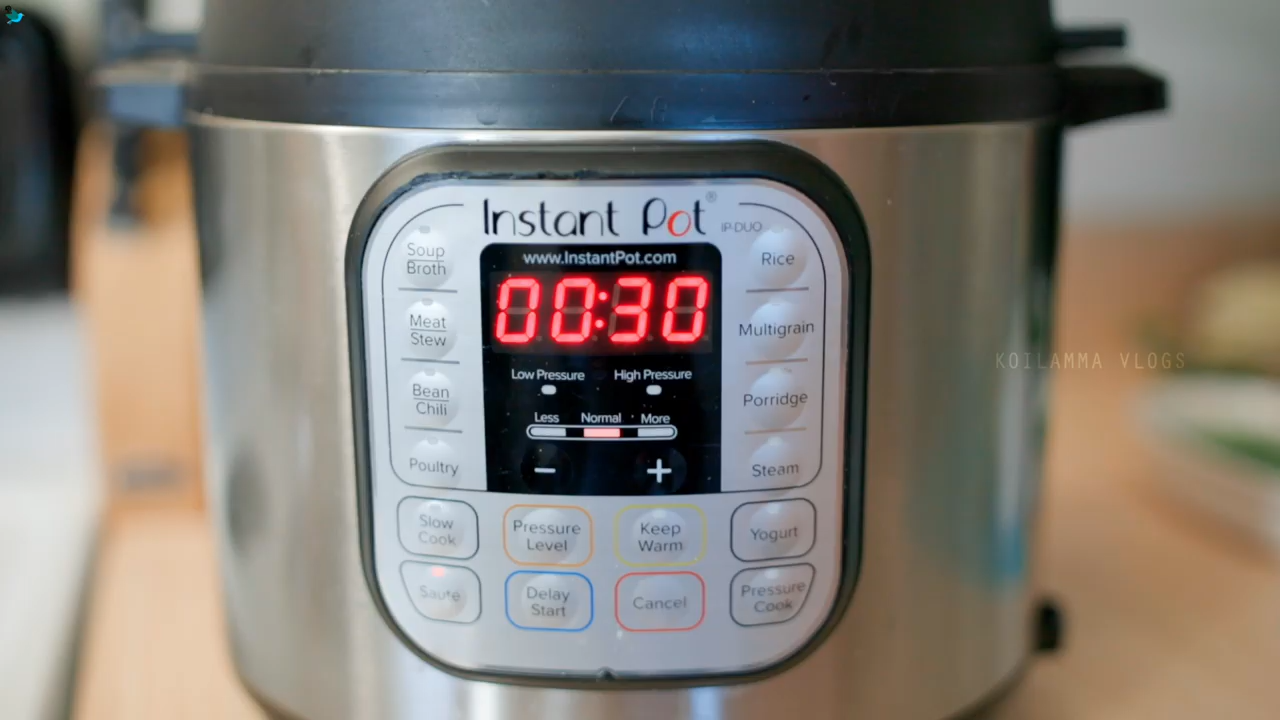 Instant Pot®
IP-DUO
www.InstantPot.com
00:30
Low Pressure
High Pressure
Less
Normal
More
−
+
Soup
Broth
Meat
Stew
Bean
Chili
Poultry
Rice
Multigrain
Porridge
Steam
Slow
Cook
Pressure
Level
Keep
Warm
Yogurt
Sauté
Delay
Start
Cancel
Pressure
Cook
KOILAMMA VLOGS